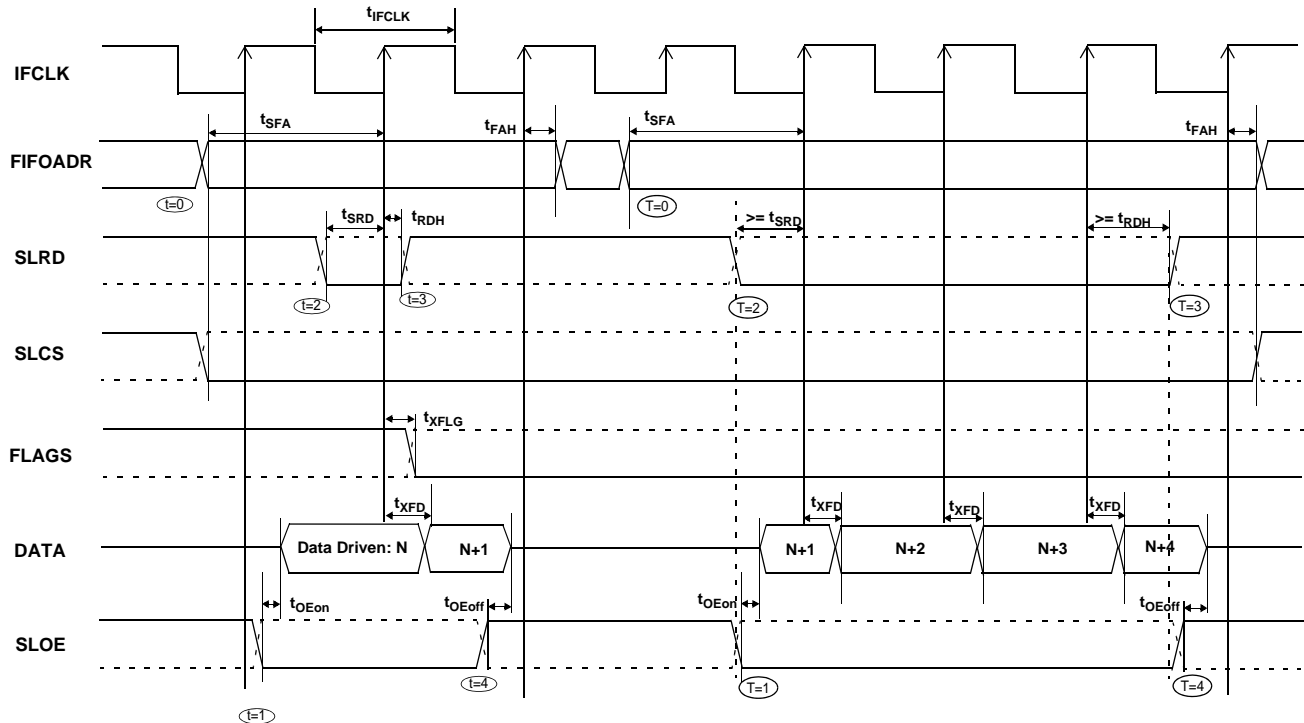 tIFCLK
IFCLK
tSFA
tFAH
tSFA
tFAH
FIFOADR
t=0
T=0
tSRD
tRDH
>= tSRD
>= tRDH
SLRD
t=2
t=3
T=2
T=3
SLCS
tXFLG
FLAGS
tXFD
tXFD
tXFD
tXFD
DATA
Data Driven: N
N+1
N+1
N+2
N+3
N+4
tOEon
tOEoff
tOEon
tOEoff
SLOE
t=4
T=1
T=4
t=1